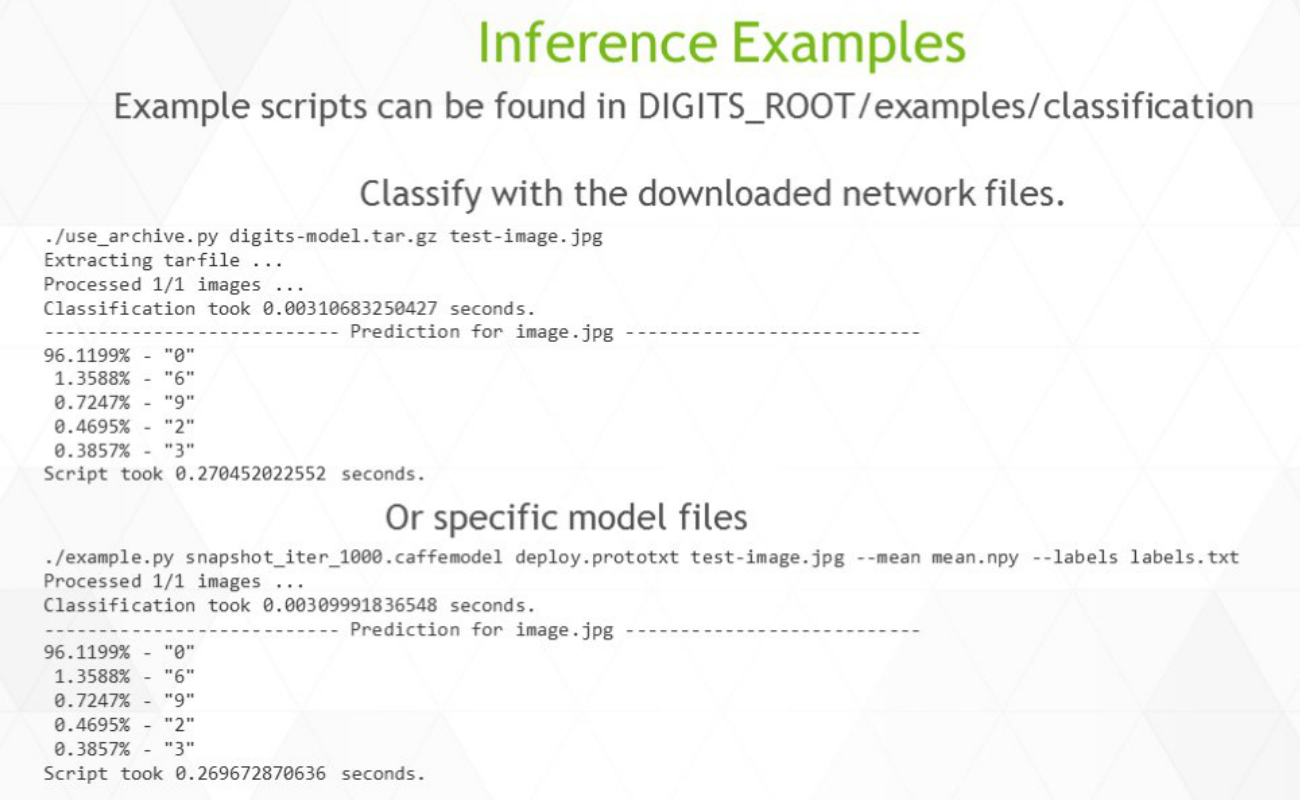 Inference Examples
Example scripts can be found in DIGITS_ROOT/examples/classification
Classify with the downloaded network files.
./use_archive.py digits-model.tar.gz test-image.jpg
Extracting tarfile ...
Processed 1/1 images ...
Classification took 0.00310683250427 seconds.
--------------------------- Prediction for image.jpg ---------------------------
96.1199% - "0"
 1.3588% - "6"
 0.7247% - "9"
 0.4695% - "2"
 0.3857% - "3"
Script took 0.270452022552 seconds.
Or specific model files
./example.py snapshot_iter_1000.caffemodel deploy.prototxt test-image.jpg --mean mean.npy --labels labels.txt
Processed 1/1 images ...
Classification took 0.00309991836548 seconds.
--------------------------- Prediction for image.jpg ---------------------------
96.1199% - "0"
 1.3588% - "6"
 0.7247% - "9"
 0.4695% - "2"
 0.3857% - "3"
Script took 0.269672870636 seconds.